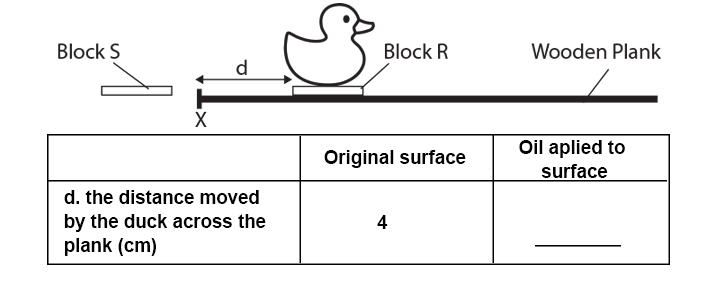 Block S
d
Block R
Wooden Plank
X
Original surface
Oil aplied to
surface
d. the distance moved
by the duck across the
plank (cm)
4